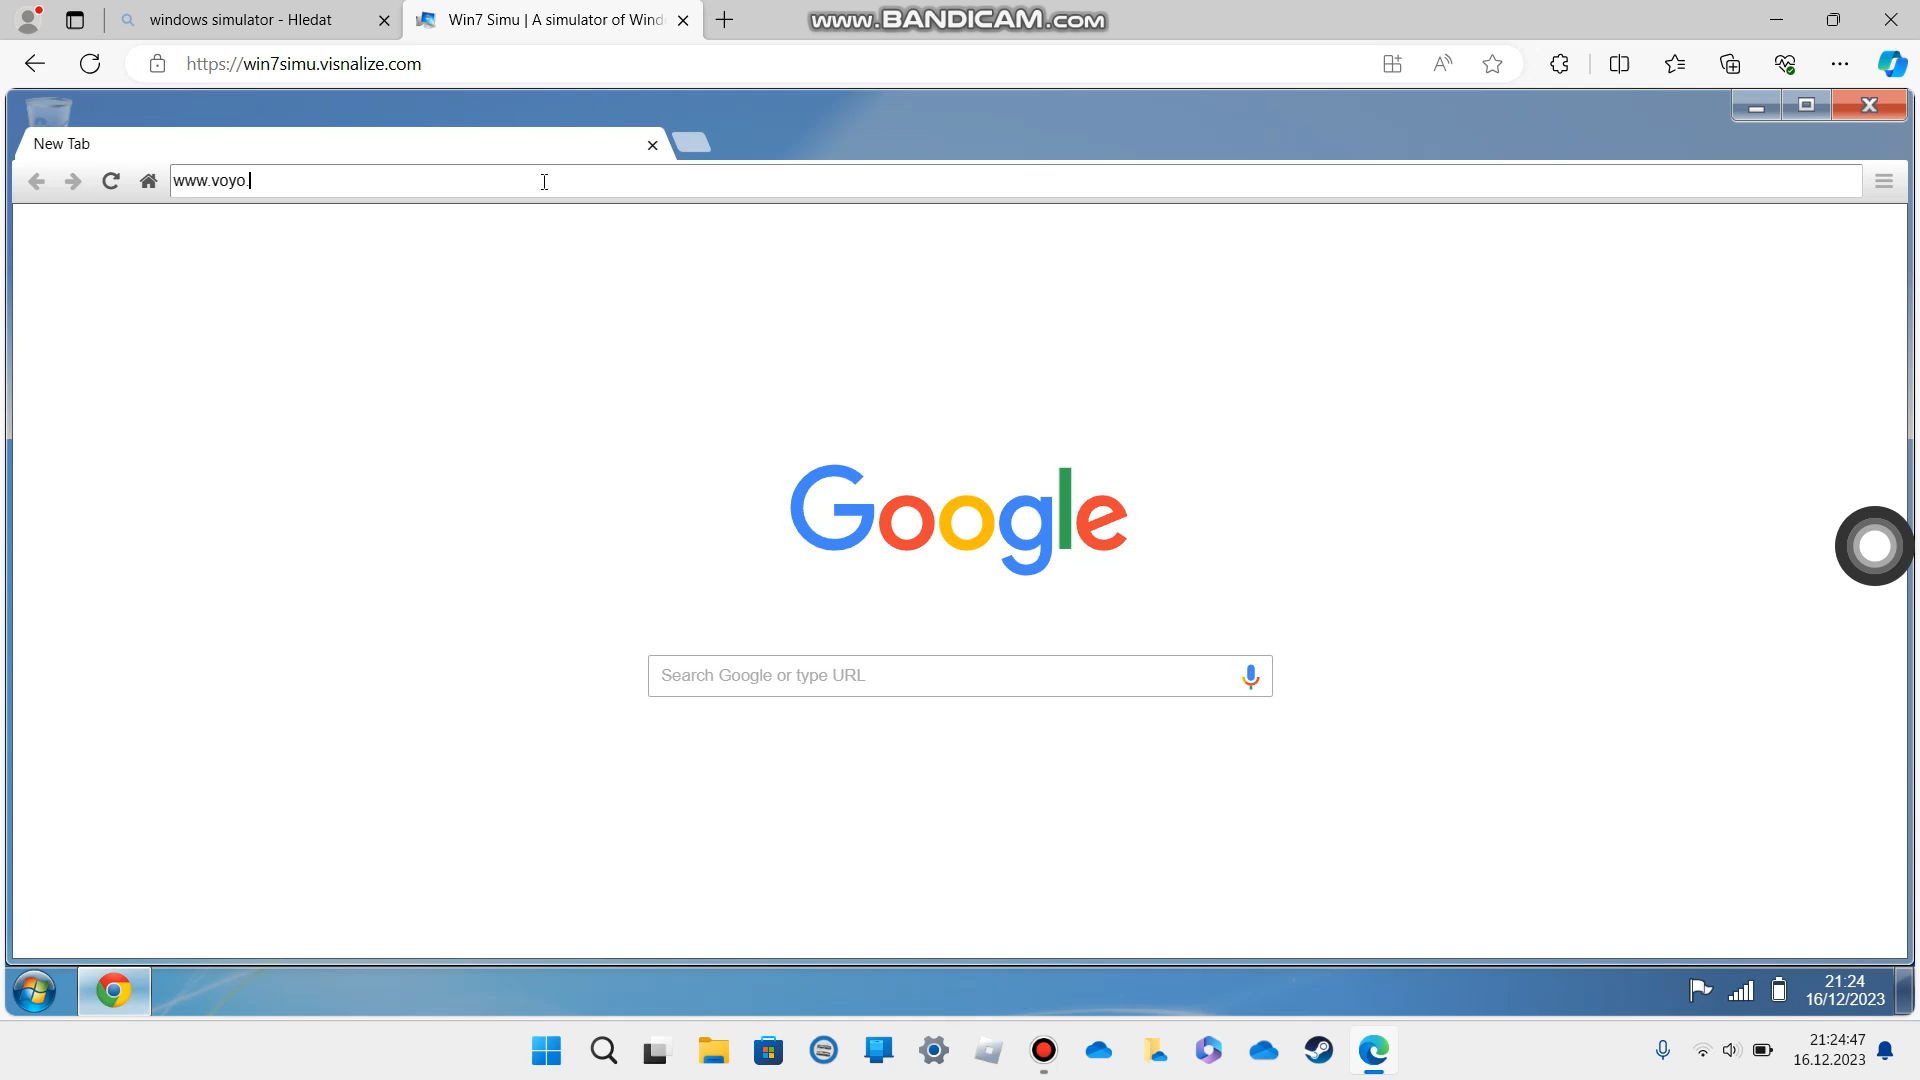 windows simulator - Hledat
Win7 Simu | A simulator of Wind
www.BANDICAM.com
https://win7simu.visnalize.com
New Tab
www.voyo.
Google
Search Google or type URL
21:24
16/12/2023
21:24:47
16.12.2023